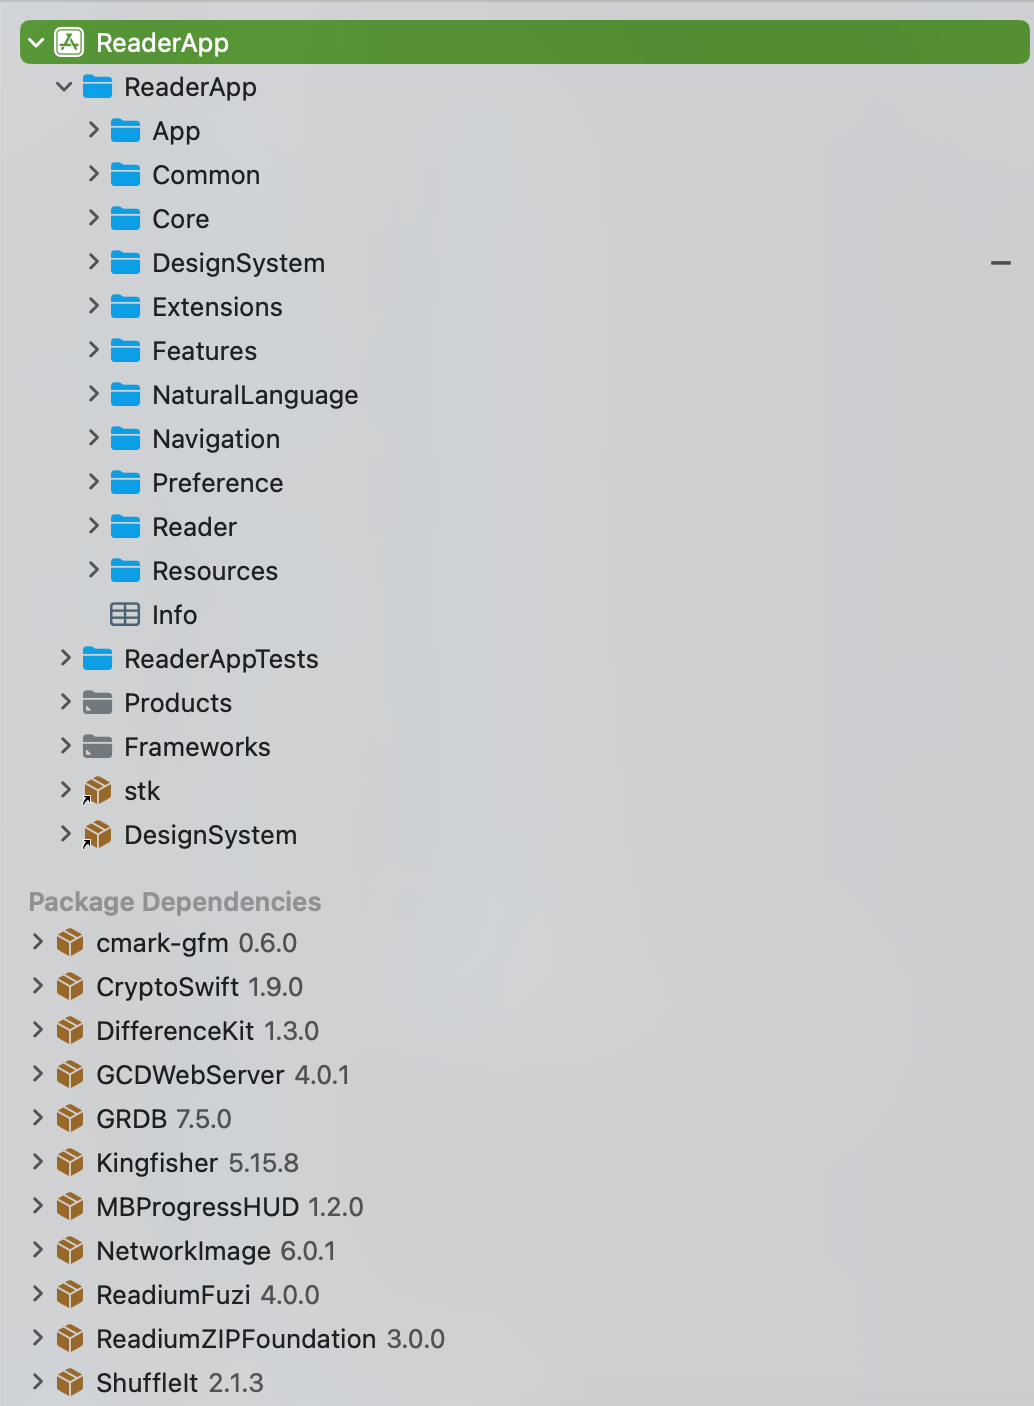 ReaderApp
ReaderApp
App
Common
Core
DesignSystem
Extensions
Features
NaturalLanguage
Navigation
Preference
Reader
Resources
Info
ReaderAppTests
Products
Frameworks
stk
DesignSystem
Package Dependencies
cmark-gfm 0.6.0
CryptoSwift 1.9.0
DifferenceKit 1.3.0
GCDWebServer 4.0.1
GRDB 7.5.0
Kingfisher 5.15.8
MBProgressHUD 1.2.0
NetworkImage 6.0.1
ReadiumFuzi 4.0.0
ReadiumZIPFoundation 3.0.0
ShuffleIt 2.1.3